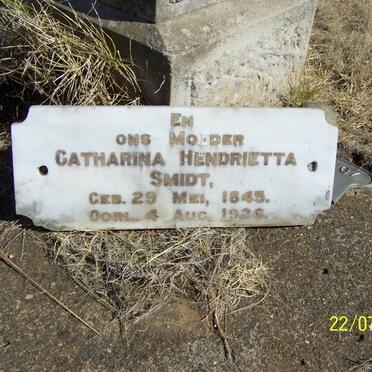 EN
ONS MOEDER
CATHARINA HENDRIETTA
SMIDT,
GEB. 29 MEI, 1845.
OORL. 4 AUG. 1926.
22/07